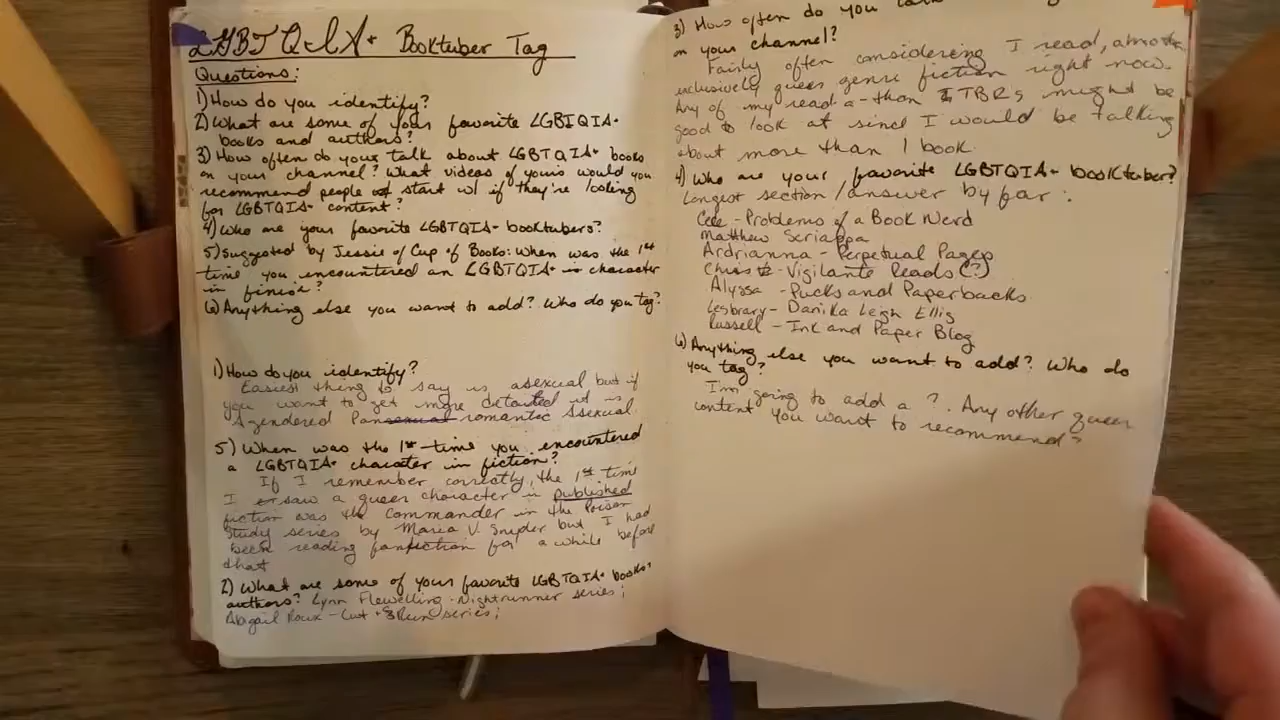 LGBTQIA+ Booktuber Tag
Questions:
1) How do you identify?
2) What are some of your favorite LGBTQIA+
books and authors?
3) How often do you talk about LGBTQIA+ books
on your channel? What videos of yours would you
recommend people start w/ if they're looking
for LGBTQIA+ content?
4) Who are your favorite LGBTQIA+ booktubers?
5) Suggested by Jessie of Cup of Books: When was the 1st
time you encountered an LGBTQIA+ character
in
6) Anything else you want to add? Who do you tag?
1) How do you identify?
Easiest thing to say is asexual but if
you want to get more detailed it is
Agendered Pansexual romantic Asexual
5) When was the 1st time you encountered
a LGBTQIA+ character in fiction?
If I remember correctly, the 1st time
I saw a queer character in published
fiction was the Commander in the Poison
Study series by Maria V. Snyder but I had
been reading fanfiction for a while before
that
2) What are some of your favorite LGBTQIA+ books +
authors? Lynn Flewelling - Nightrunner series;
Abigail Roux - Cut + Run series;
3) How often do you talk
on your channel?
Fairly often considering I read, almost
exclusively queer genre fiction right now.
Any of my read-a-thon TBRs might be
good to look at since I would be talking
about more than 1 book.
4) Who are your favorite LGBTQIA+ booktuber?
Longest section/answer by far:
Cece - Problems of a Book Nerd
Matthew Sciarappa
Adrianna - Perpetual Pages
Chris - Vigilante Reads (?)
Alyssa - Pucks and Paperbacks
Lesbrary - Danika Leigh Ellis
Russell - Ink and Paper Blog
6) Anything else you want to add? Who do
you tag?
I'm going to add a ?. Any other queer
content you want to recommend?